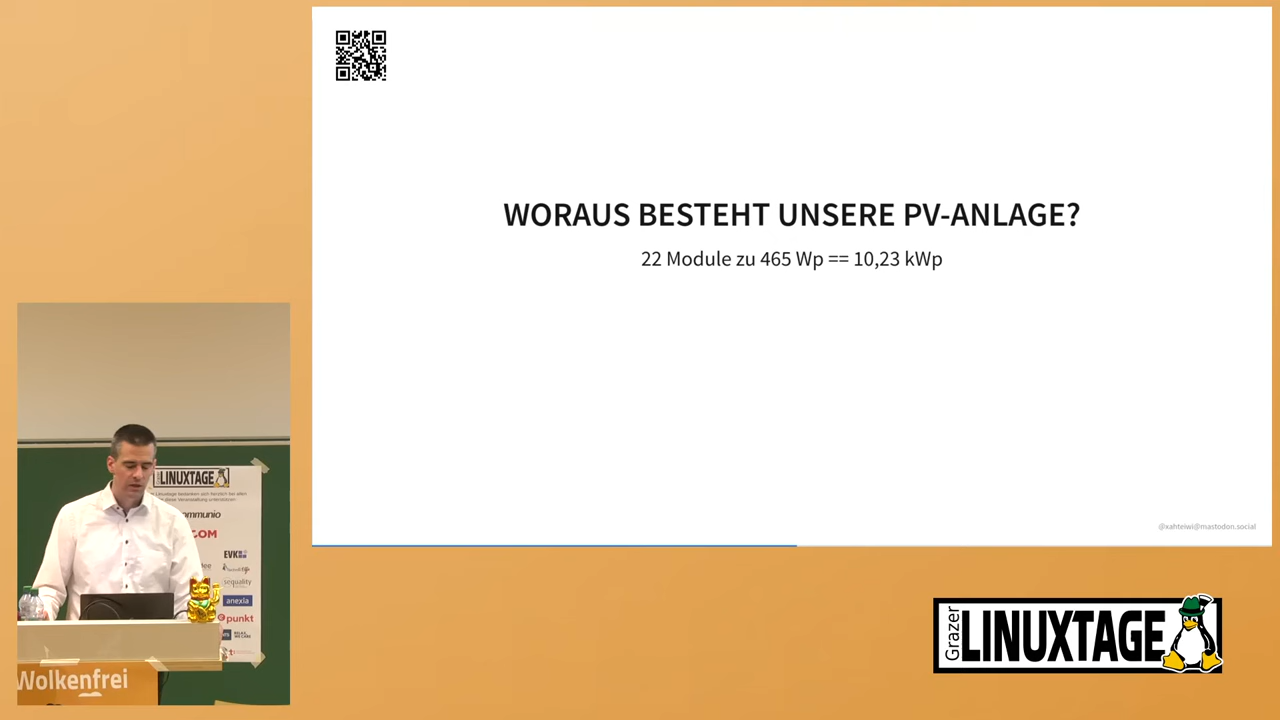 WORAUS BESTEHT UNSERE PV-ANLAGE?
22 Module zu 465 Wp == 10,23 kWp
@xahteiwi@mastodon.social
LINUXTAGE
EVK
sequality
anexia
punkt
Wolkenfrei
Grazer
LINUXTAGE